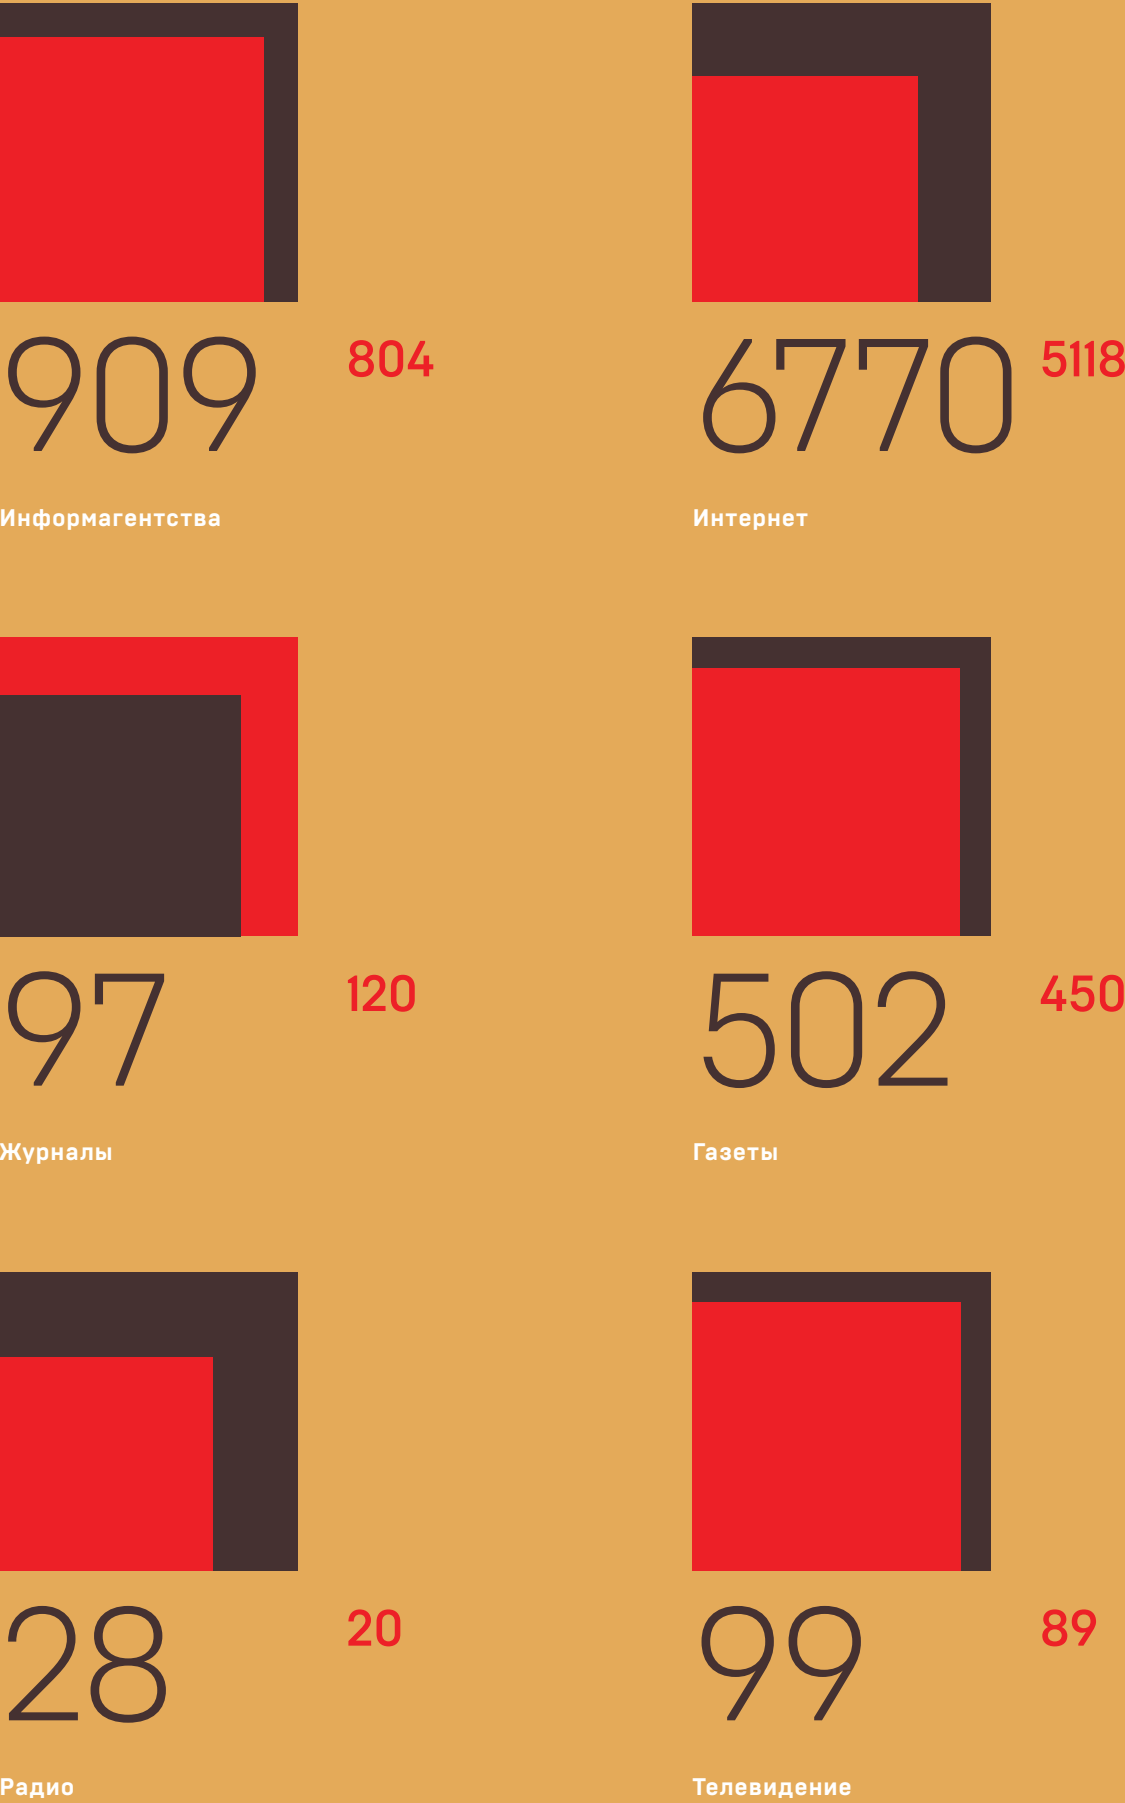 909 804
Информагентства
6770 5118
Интернет
97 120
Журналы
502 450
Газеты
28 20
Радио
99 89
Телевидение